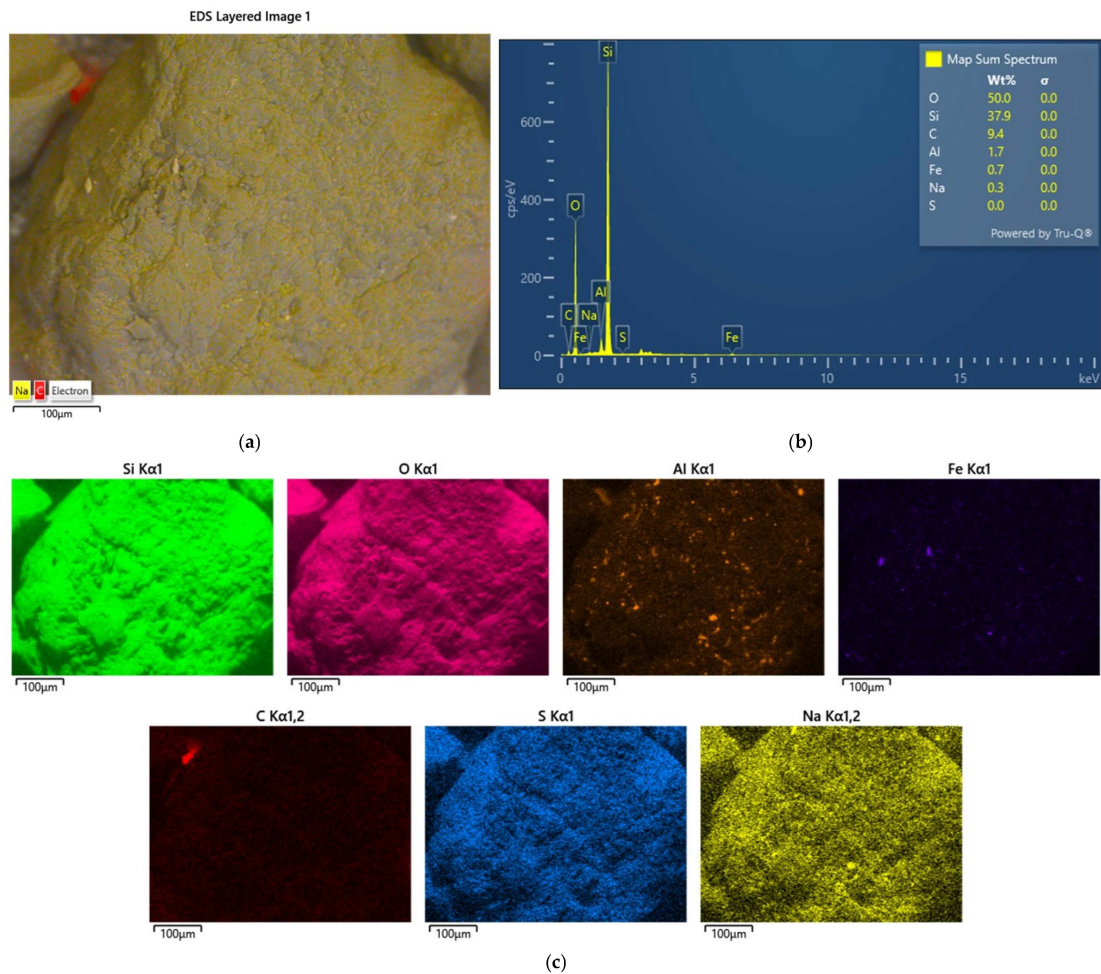 EDS Layered Image 1
Na C Electron
100μm
(a)
cps/eV
600
400
200
0
0 5 10 15 keV
Si
O
Al
C
Na
Fe
S
Fe
Map Sum Spectrum
Wt% σ
O 50.0 0.0
Si 37.9 0.0
C 9.4 0.0
Al 1.7 0.0
Fe 0.7 0.0
Na 0.3 0.0
S 0.0 0.0
Powered by Tru-Q®
(b)
Si Kα1
O Kα1
Al Kα1
Fe Kα1
100μm
100μm
100μm
100μm
C Kα1,2
S Kα1
Na Kα1,2
100μm
100μm
100μm
(c)